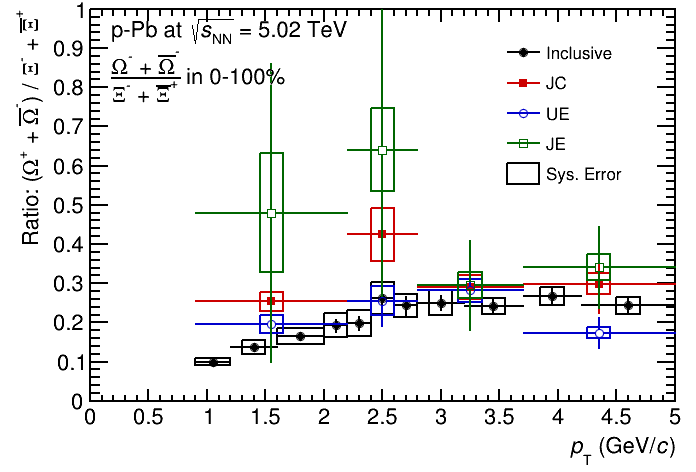 p-Pb at √sNN = 5.02 TeV
Ω- + Ω̅-
Ξ- + Ξ̅+
in 0-100%
Inclusive
JC
UE
JE
Sys. Error
Ratio: (Ω+ + Ω̅-) / Ξ- + Ξ̅+
1
0.9
0.8
0.7
0.6
0.5
0.4
0.3
0.2
0.1
0
0 0.5 1 1.5 2 2.5 3 3.5 4 4.5 5
pT (GeV/c)